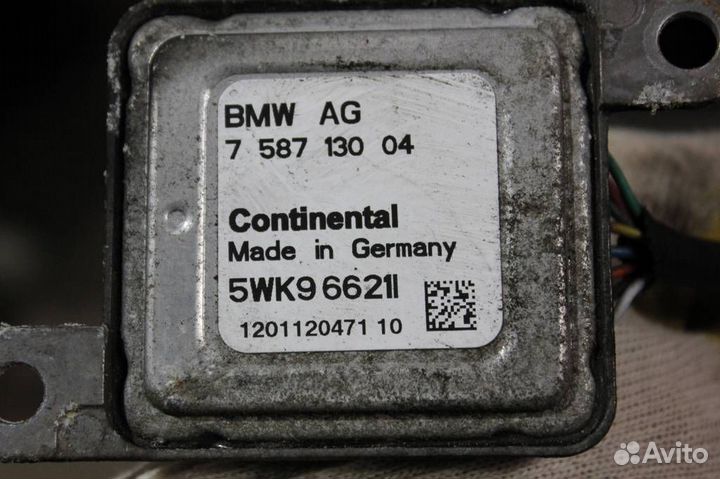 BMW AG
7 587 130 04
Continental
Made in Germany
5WK9 6621I
1201120471 10
Avito